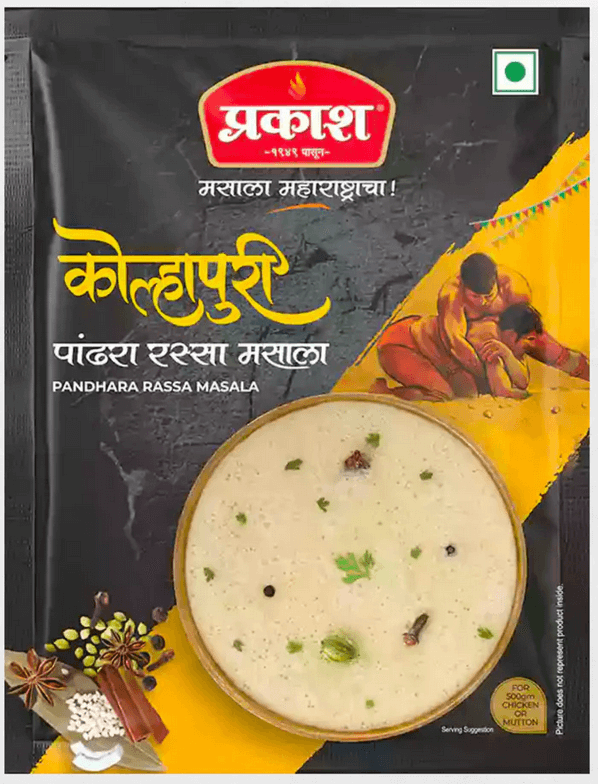 प्रकाश®
-१९४९ पासून-
मसाला महाराष्ट्राचा!
कोल्हापुरी
पांढरा रस्सा मसाला
PANDHARA RASSA MASALA
FOR
500gm
CHICKEN
OR
MUTTON
Serving Suggestion
Picture does not represent product inside.